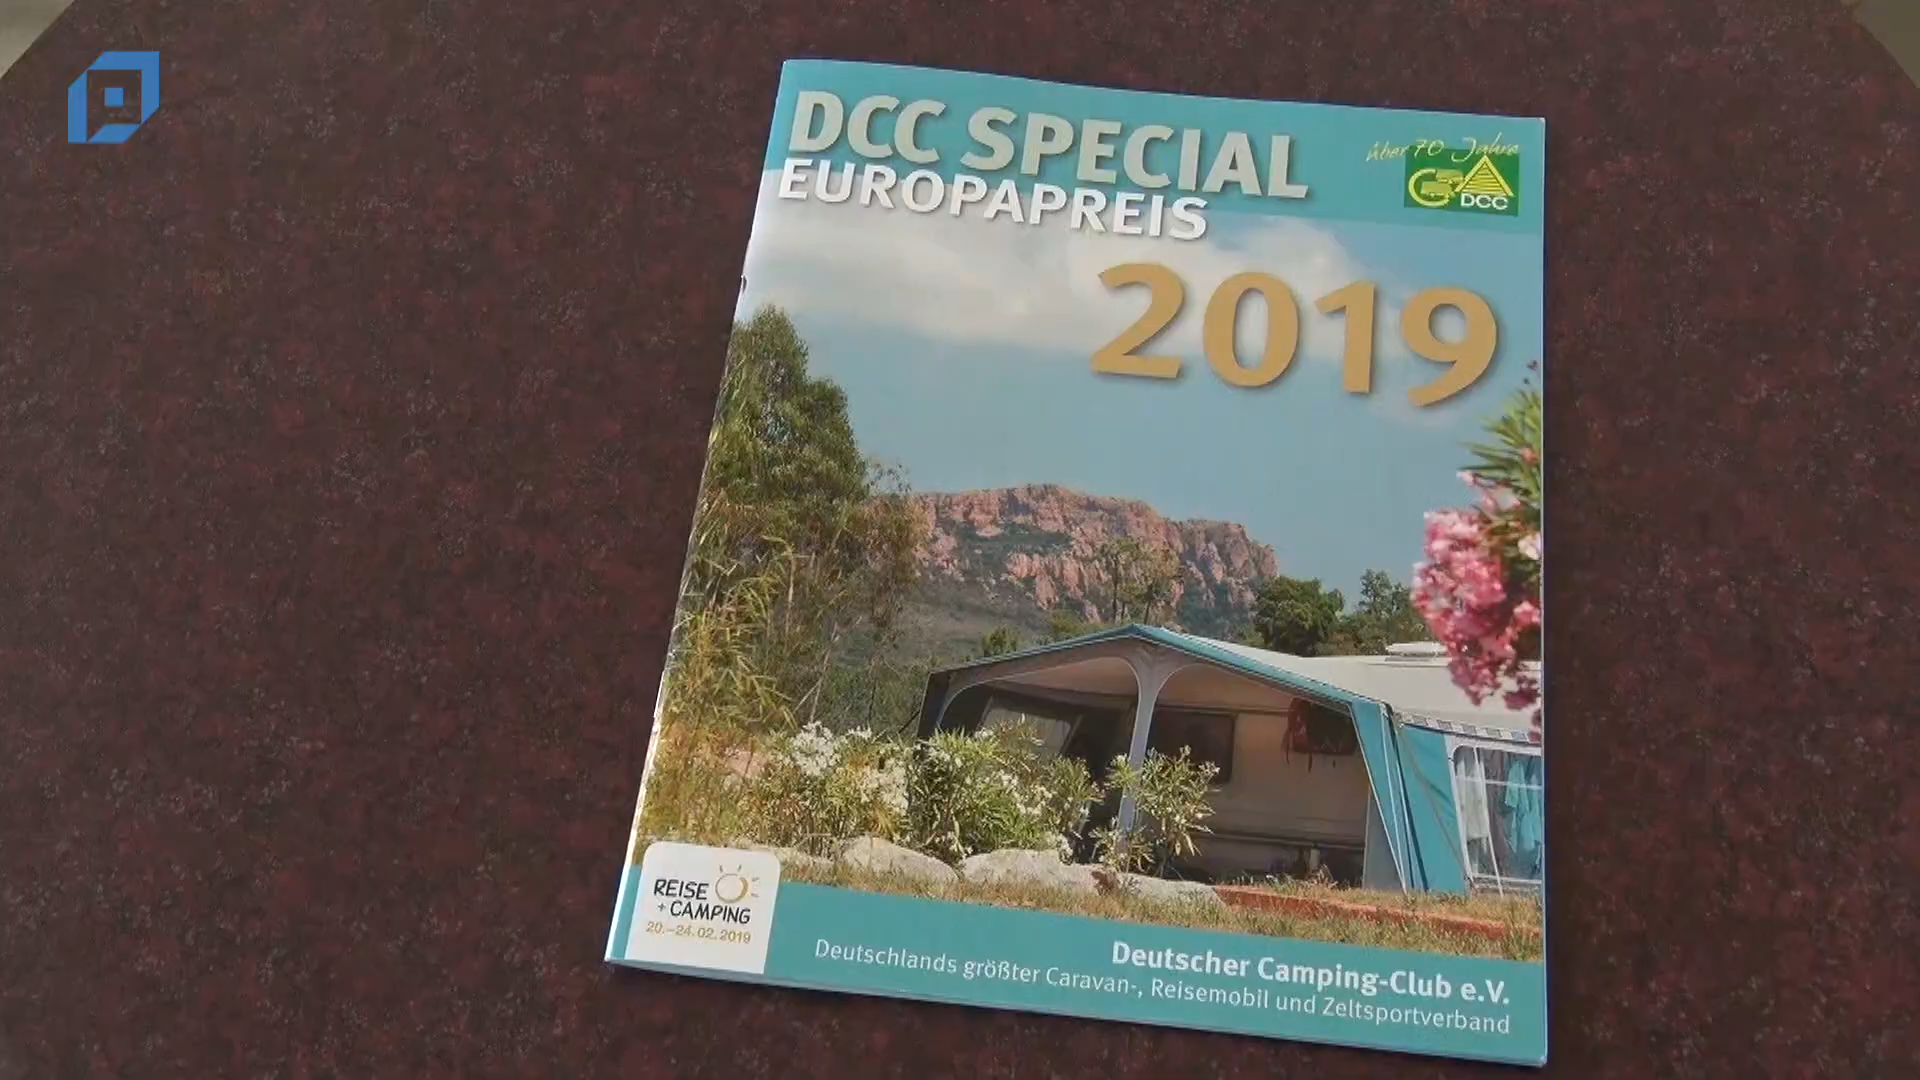 DCC SPECIAL
EUROPAPREIS
über 70 Jahre
DCC
2019
REISE
+ CAMPING
20.–24.02.2019
Deutscher Camping-Club e.V.
Deutschlands größter Caravan-, Reisemobil und Zeltsportverband